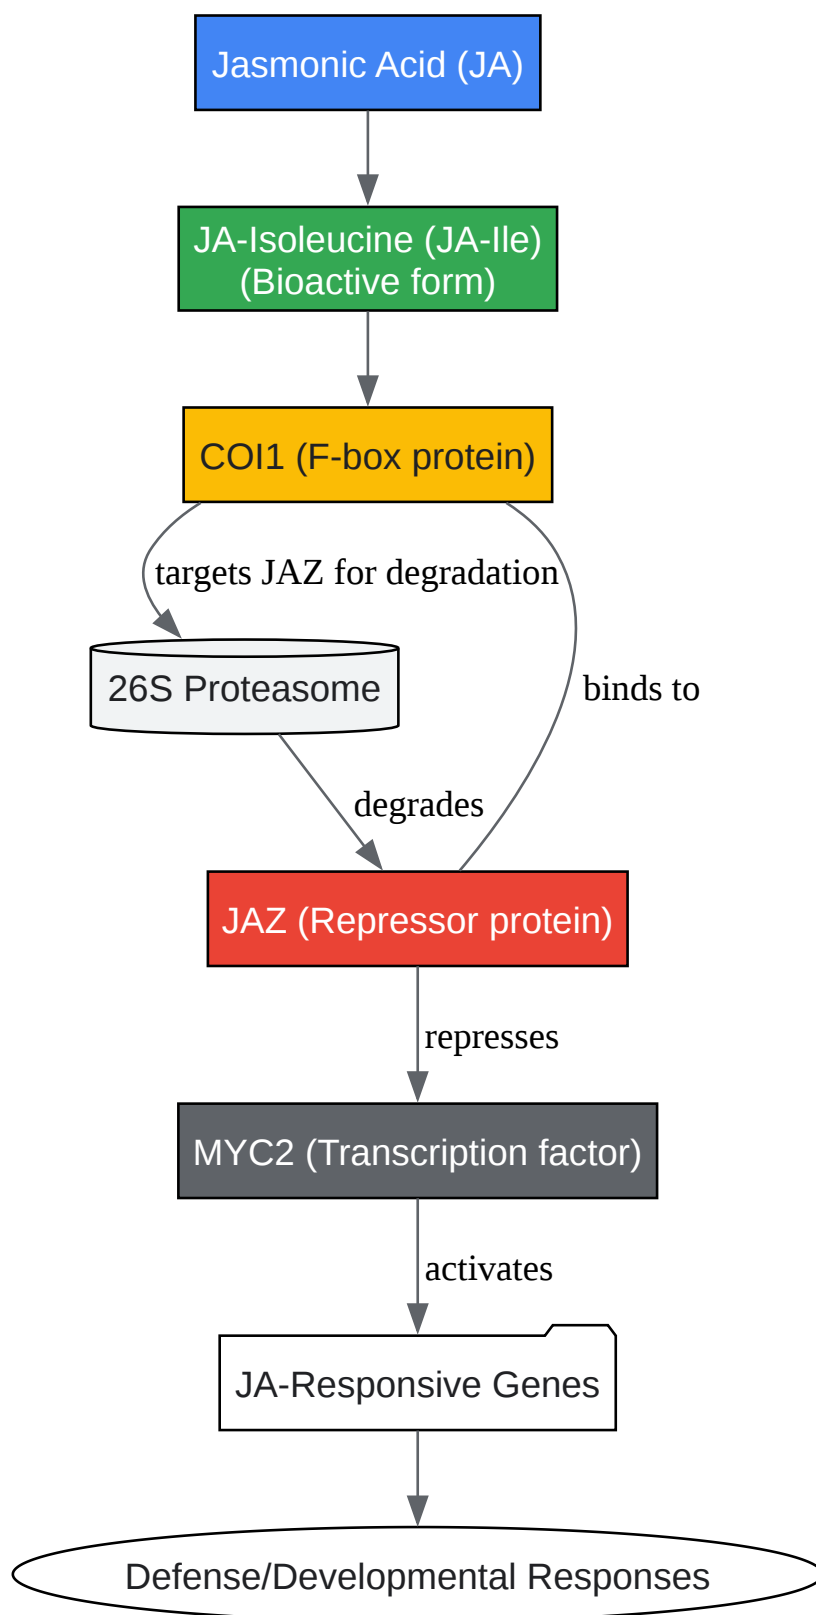 Jasmonic Acid (JA)
JA-Isoleucine (JA-Ile)
(Bioactive form)
COI1 (F-box protein)
targets JAZ for degradation
26S Proteasome
binds to
degrades
JAZ (Repressor protein)
represses
MYC2 (Transcription factor)
activates
JA-Responsive Genes
Defense/Developmental Responses